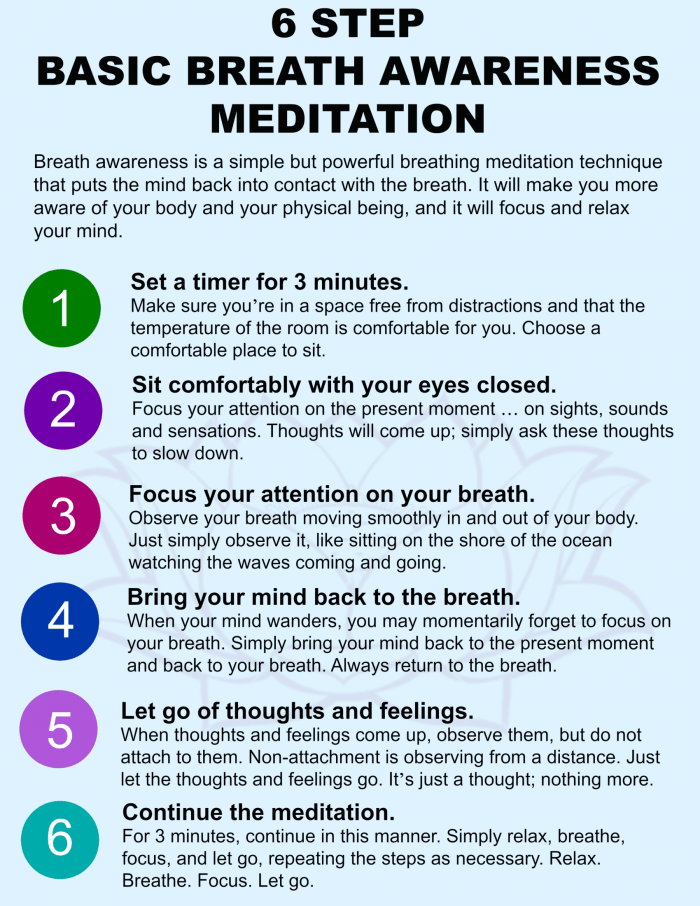 6 STEP
BASIC BREATH AWARENESS
MEDITATION
Breath awareness is a simple but powerful breathing meditation technique
that puts the mind back into contact with the breath. It will make you more
aware of your body and your physical being, and it will focus and relax
your mind.
1
Set a timer for 3 minutes.
Make sure you’re in a space free from distractions and that the
temperature of the room is comfortable for you. Choose a
comfortable place to sit.
2
Sit comfortably with your eyes closed.
Focus your attention on the present moment … on sights, sounds
and sensations. Thoughts will come up; simply ask these thoughts
to slow down.
3
Focus your attention on your breath.
Observe your breath moving smoothly in and out of your body.
Just simply observe it, like sitting on the shore of the ocean
watching the waves coming and going.
4
Bring your mind back to the breath.
When your mind wanders, you may momentarily forget to focus on
your breath. Simply bring your mind back to the present moment
and back to your breath. Always return to the breath.
5
Let go of thoughts and feelings.
When thoughts and feelings come up, observe them, but do not
attach to them. Non-attachment is observing from a distance. Just
let the thoughts and feelings go. It’s just a thought; nothing more.
6
Continue the meditation.
For 3 minutes, continue in this manner. Simply relax, breathe,
focus, and let go, repeating the steps as necessary. Relax.
Breathe. Focus. Let go.